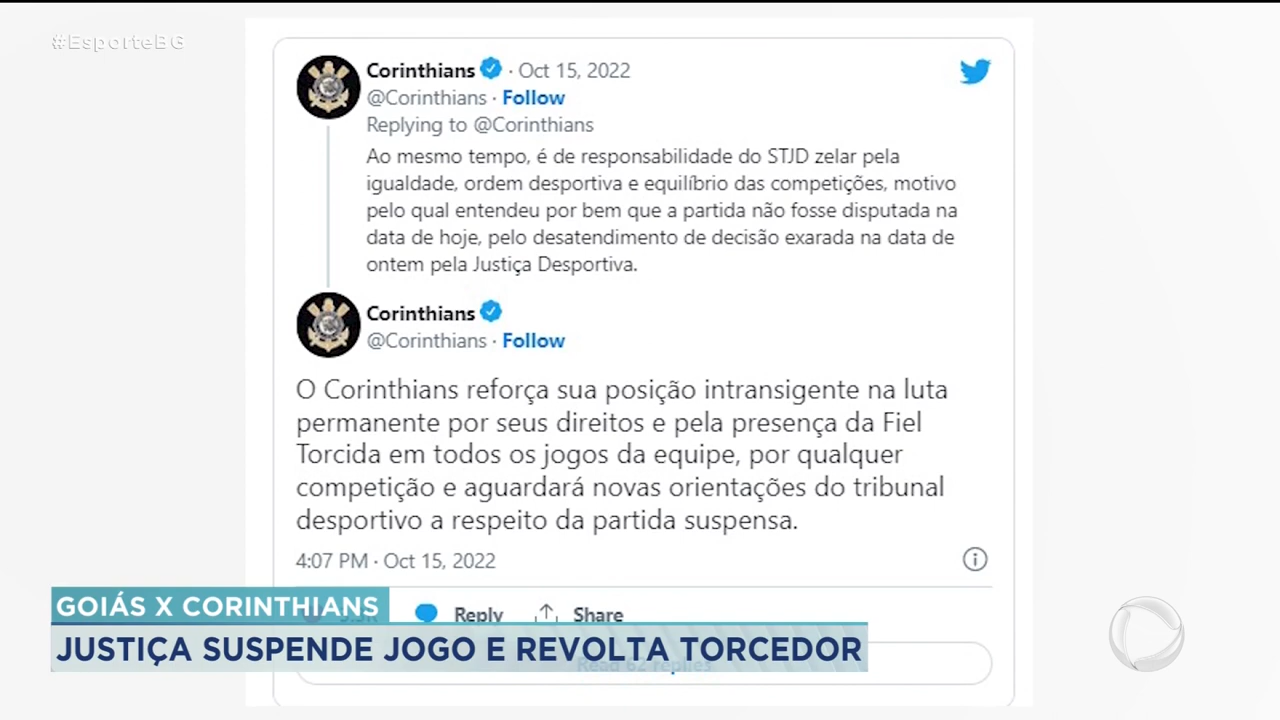 #EsporteBG
Corinthians · Oct 15, 2022
@Corinthians · Follow
Replying to @Corinthians
Ao mesmo tempo, é de responsabilidade do STJD zelar pela
igualdade, ordem desportiva e equilíbrio das competições, motivo
pelo qual entendeu por bem que a partida não fosse disputada na
data de hoje, pelo desatendimento de decisão exarada na data de
ontem pela Justiça Desportiva.
Corinthians
@Corinthians · Follow
O Corinthians reforça sua posição intransigente na luta
permanente por seus direitos e pela presença da Fiel
Torcida em todos os jogos da equipe, por qualquer
competição e aguardará novas orientações do tribunal
desportivo a respeito da partida suspensa.
4:07 PM · Oct 15, 2022
Reply Share
GOIÁS X CORINTHIANS
JUSTIÇA SUSPENDE JOGO E REVOLTA TORCEDOR
Read 62 replies